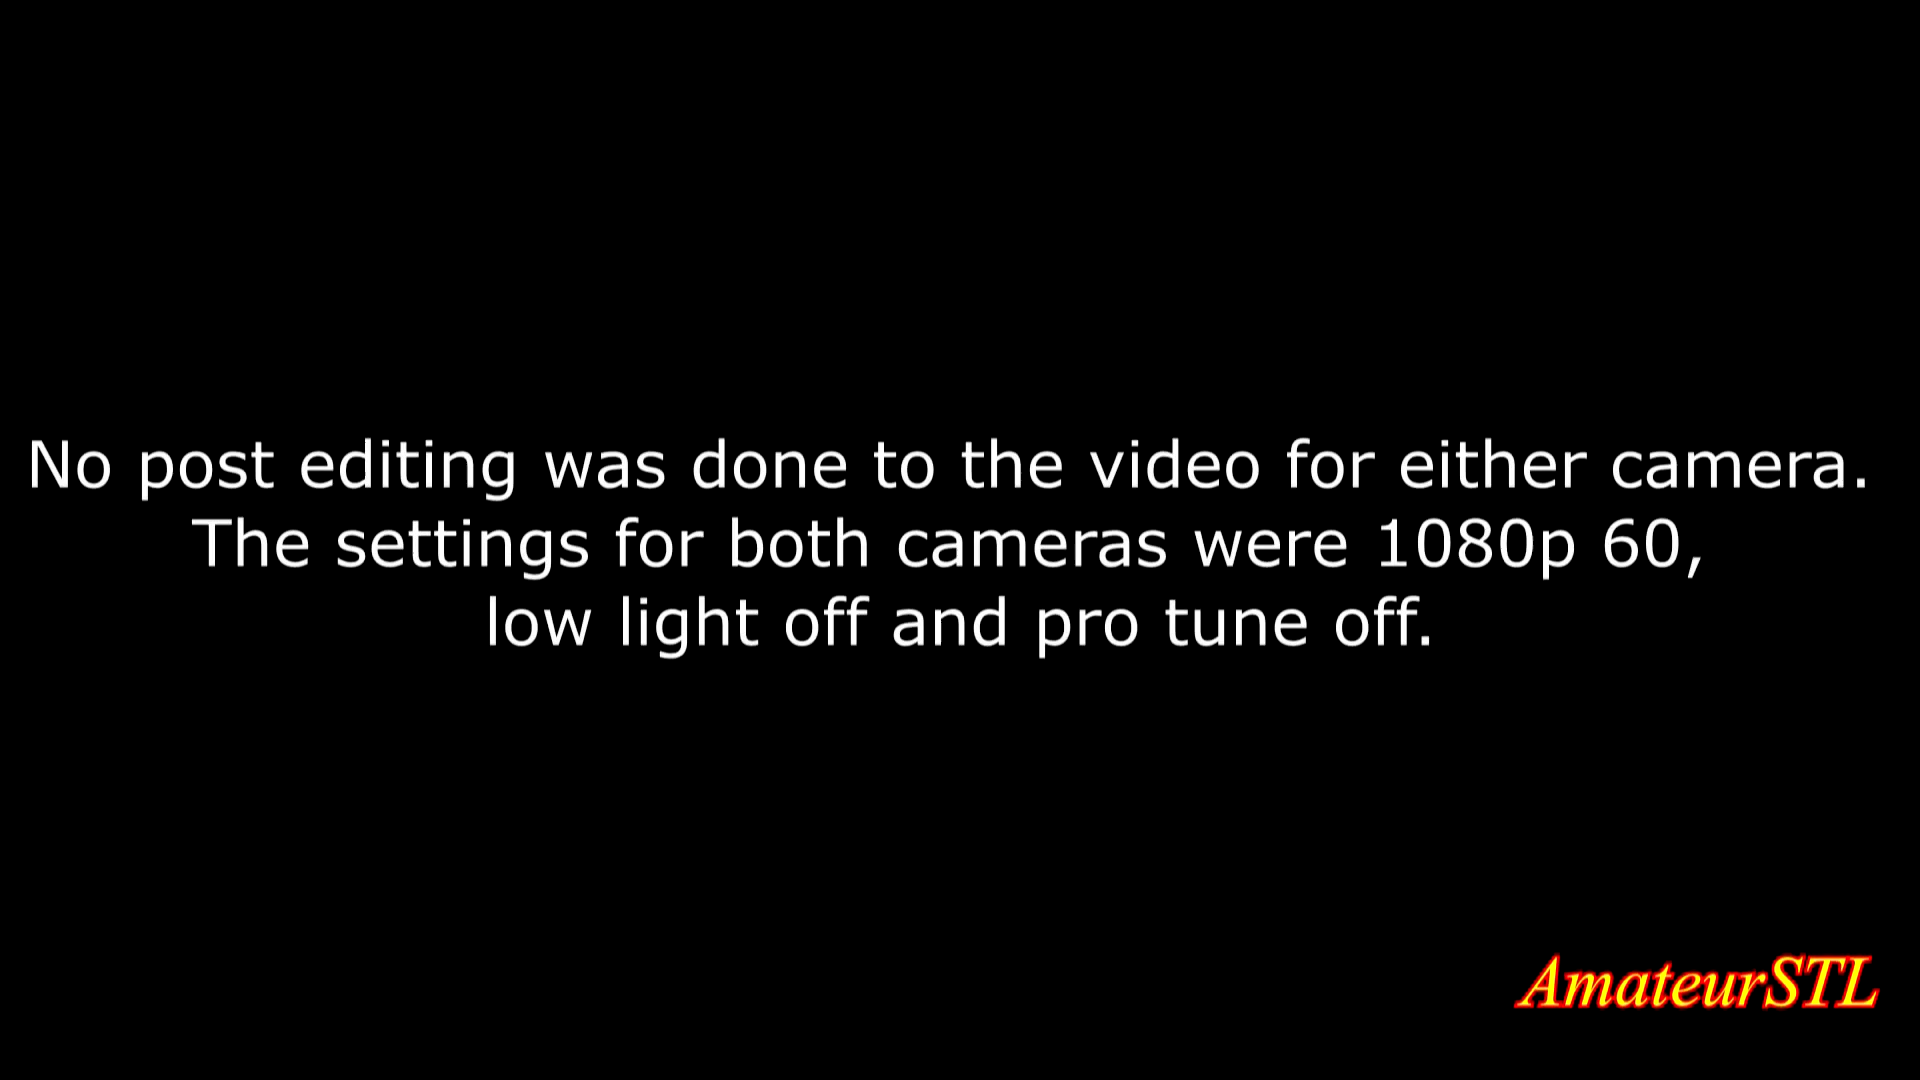 No post editing was done to the video for either camera.
The settings for both cameras were 1080p 60,
low light off and pro tune off.
AmateurSTL